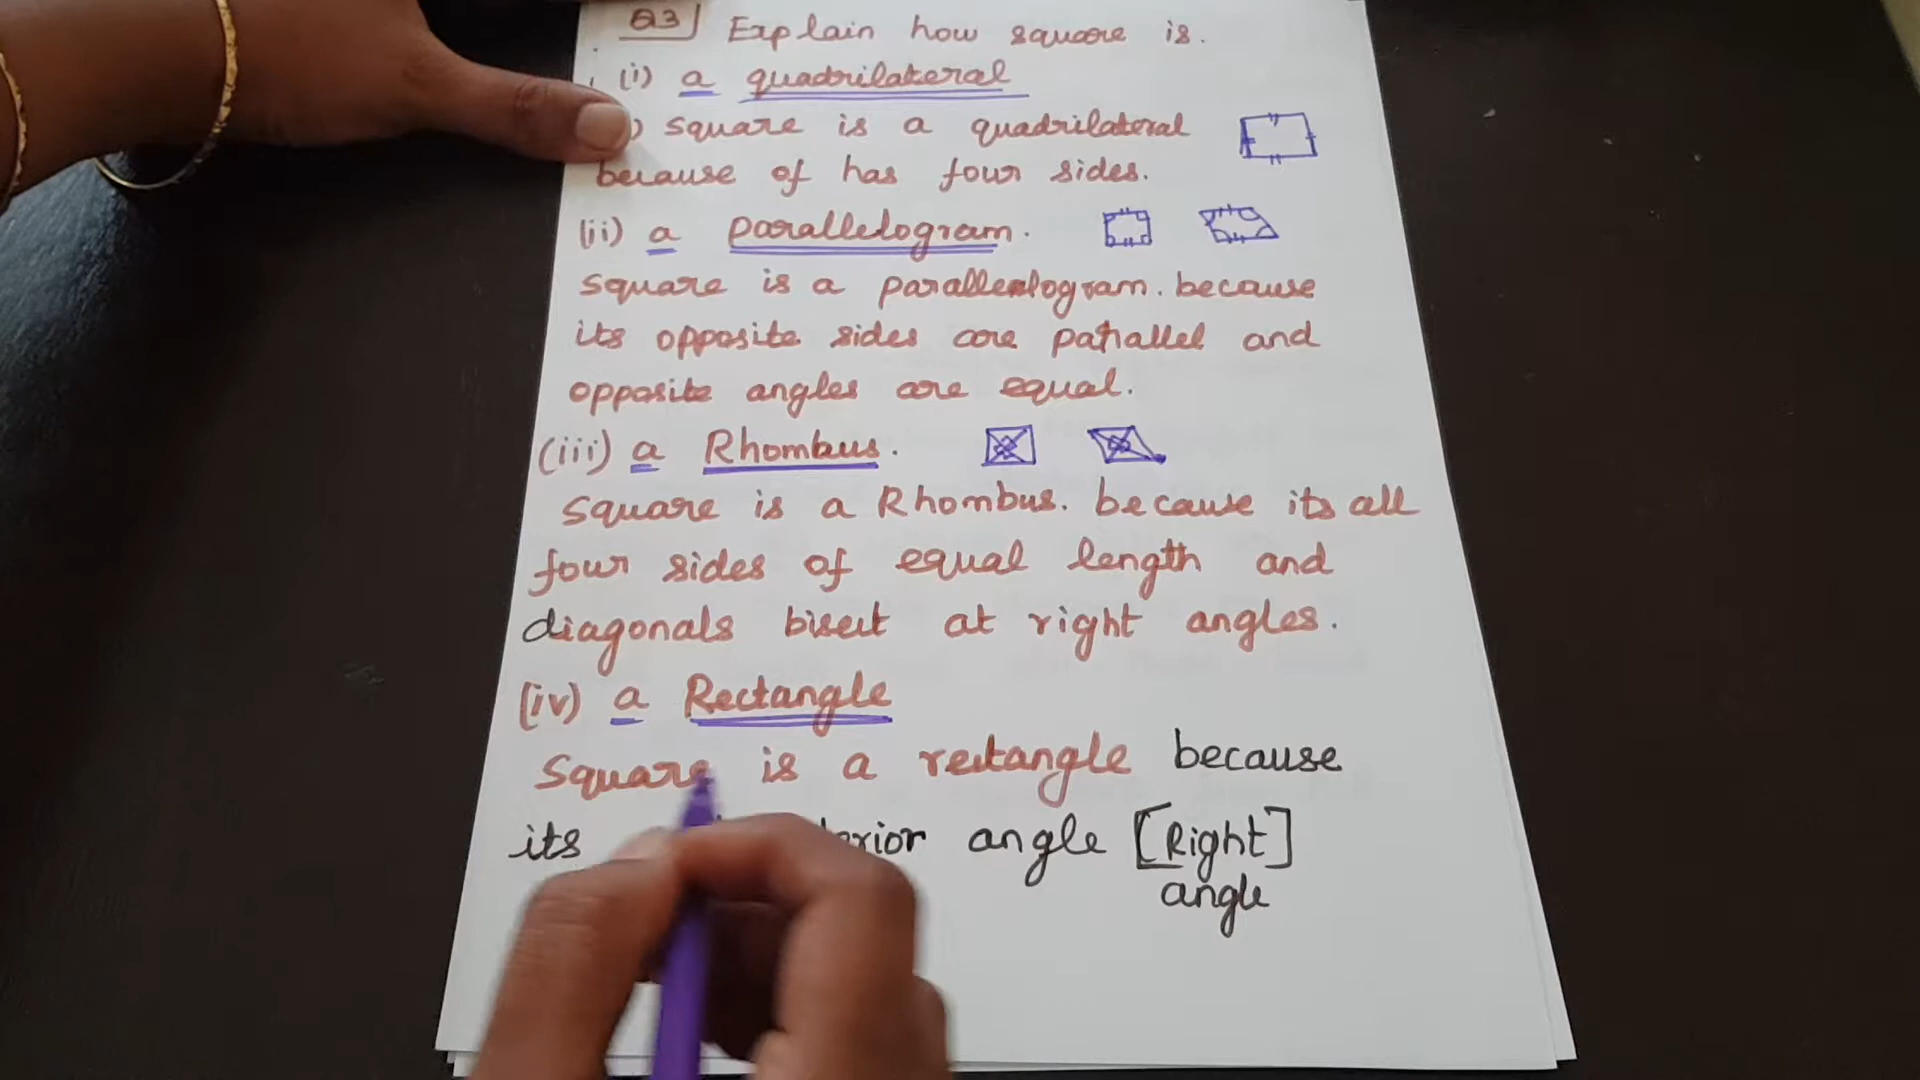 Q3 Explain how square is.
(i) a quadrilateral
) Square is a quadrilateral
because of has four sides.
(ii) a parallelogram.
Square is a parallelogram. because
its opposite sides are parallel and
opposite angles are equal.
(iii) a Rhombus.
Square is a Rhombus. because its all
four sides of equal length and
diagonals bisect at right angles.
(iv) a Rectangle
Square is a rectangle because
its erior angle [Right]
angle